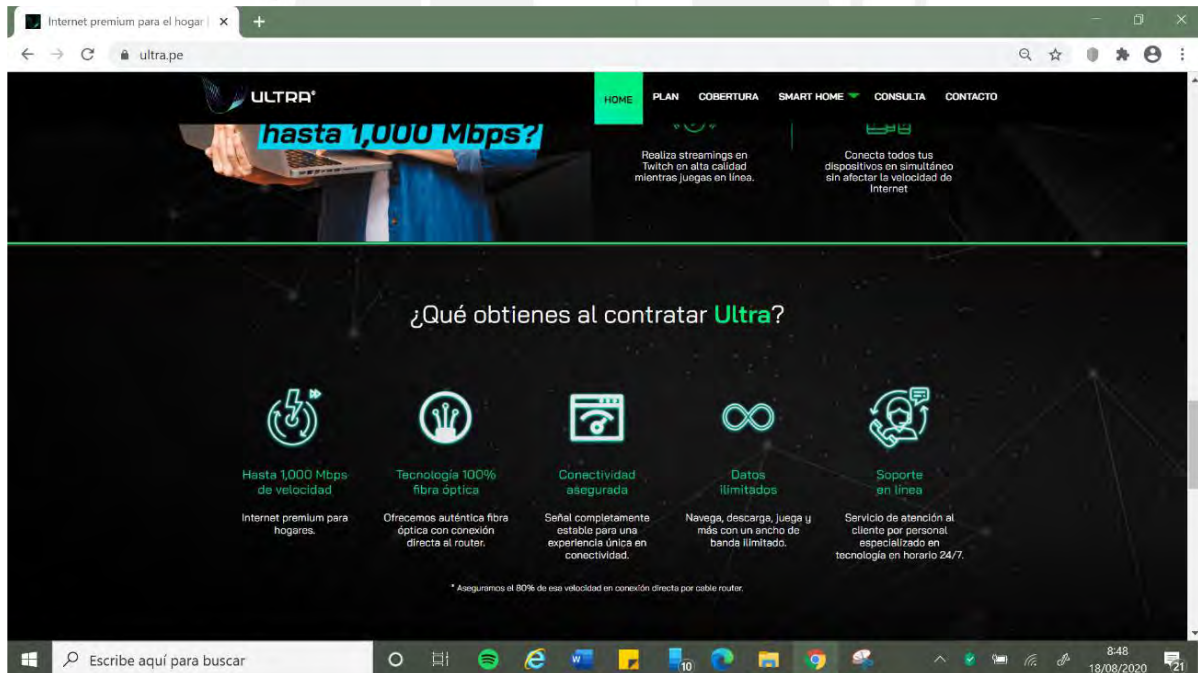 Internet premium para el hogar |
ultra.pe
ULTRA®
HOME PLAN COBERTURA SMART HOME CONSULTA CONTACTO
hasta 1,000 Mbps?
Realiza streamings en
Twitch en alta calidad
mientras juegas en línea.
Conecta todos tus
dispositivos en simultáneo
sin afectar la velocidad de
Internet
¿Qué obtienes al contratar Ultra?
Hasta 1,000 Mbps
de velocidad
Internet premium para
hogares.
Tecnología 100%
fibra óptica
Ofrecemos auténtica fibra
óptica con conexión
directa al router.
Conectividad
asegurada
Señal completamente
estable para una
experiencia única en
conectividad.
Datos
ilimitados
Navega, descarga, juega y
más con un ancho de
banda ilimitado.
Soporte
en línea
Servicio de atención al
cliente por personal
especializado en
tecnología en horario 24/7.
* Aseguramos el 80% de esa velocidad en conexión directa por cable router.
Escribe aquí para buscar
10
8:48
18/08/2020
21